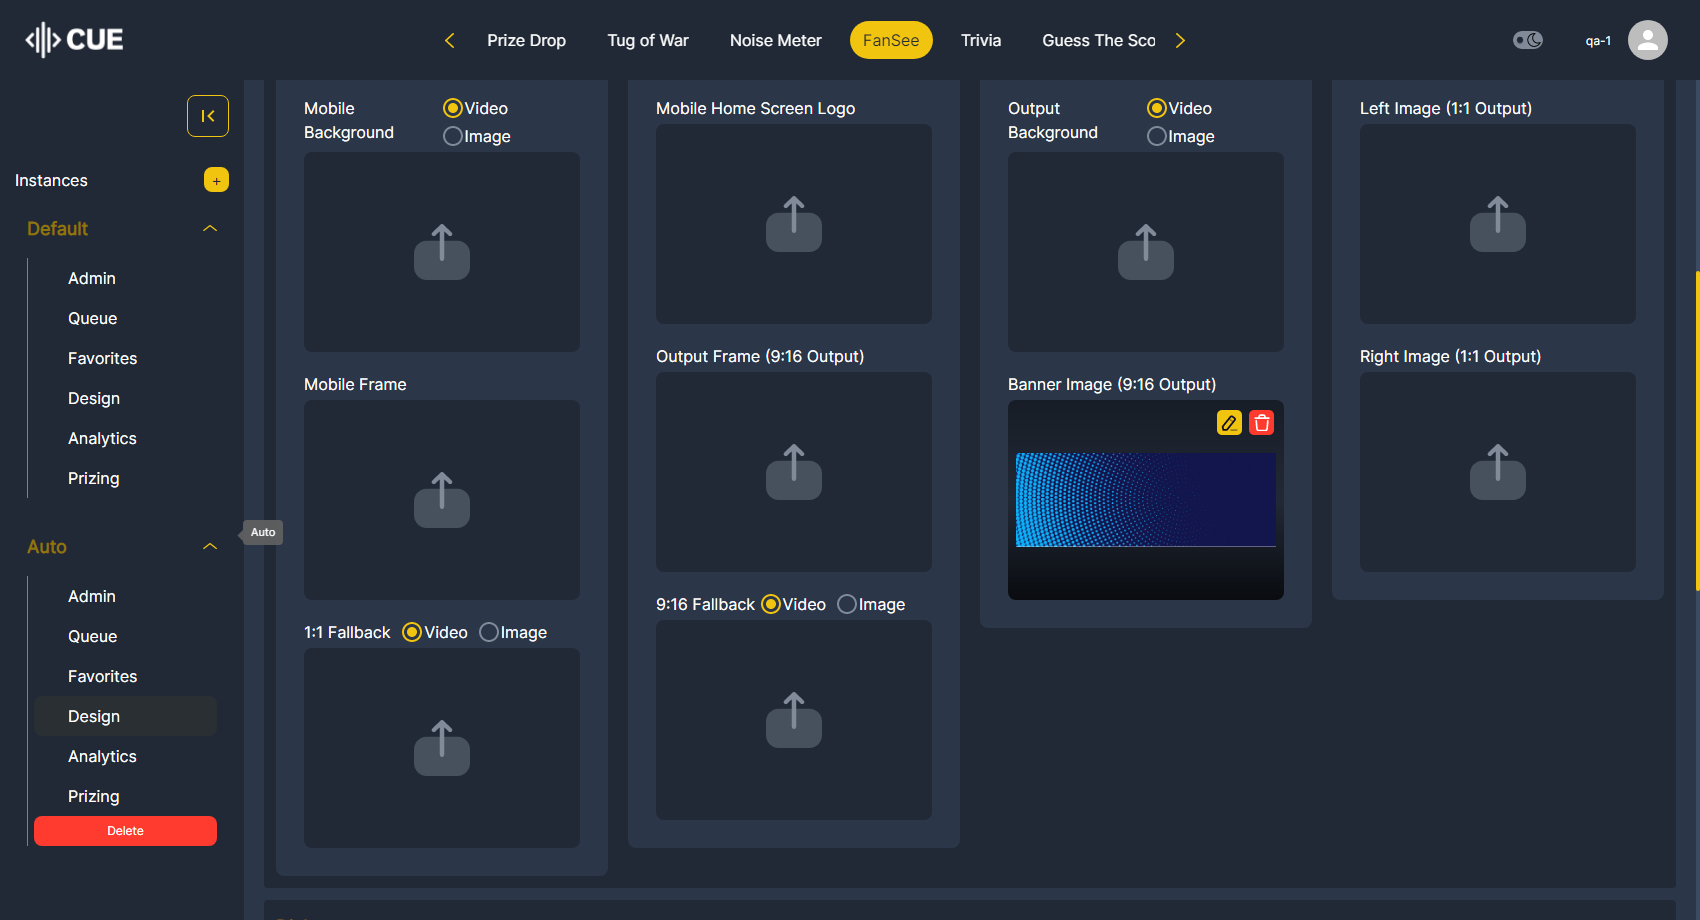 CUE
Prize Drop
Tug of War
Noise Meter
FanSee
Trivia
Guess The Sco
qa-1
Instances
+
Default
Admin
Queue
Favorites
Design
Analytics
Prizing
Auto
Auto
Admin
Queue
Favorites
Design
Analytics
Prizing
Delete
Mobile
Background
Video
Image
Mobile Frame
1:1 Fallback
Video
Image
Mobile Home Screen Logo
Output Frame (9:16 Output)
9:16 Fallback
Video
Image
Output
Background
Video
Image
Banner Image (9:16 Output)
Left Image (1:1 Output)
Right Image (1:1 Output)